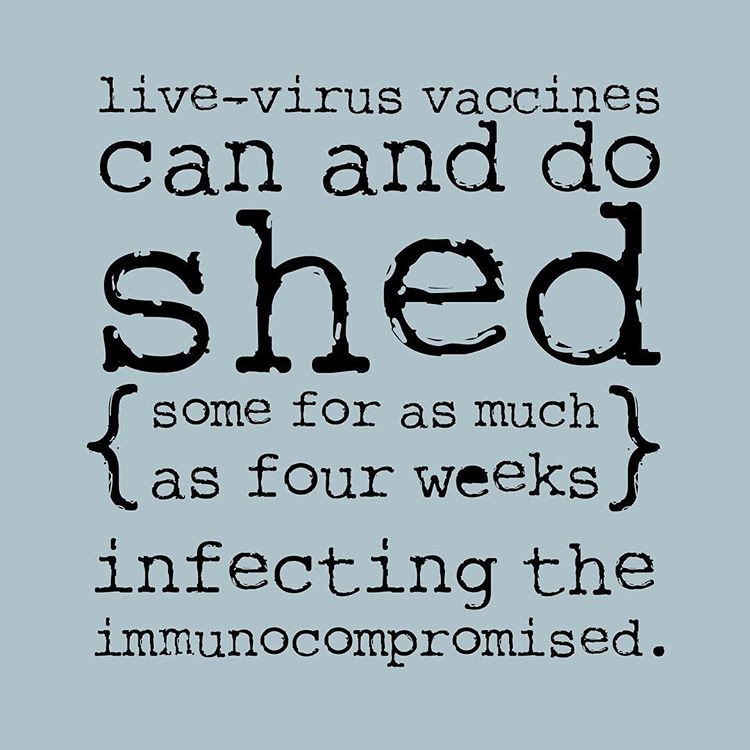 live-virus vaccines
can and do
shed
{some for as much
as four weeks}
infecting the
immunocompromised.